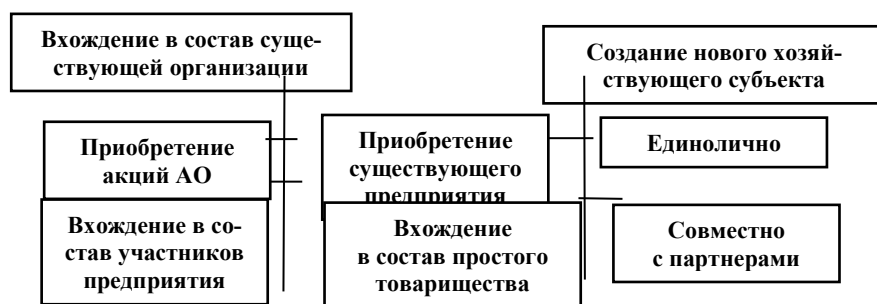 Вхождение в состав суще-
ствующей организации
Создание нового хозяй-
ствующего субъекта
Приобретение
акций АО
Приобретение
существующего
предприятия
Единолично
Вхождение в со-
став участников
предприятия
Вхождение
в состав простого
товарищества
Совместно
с партнерами